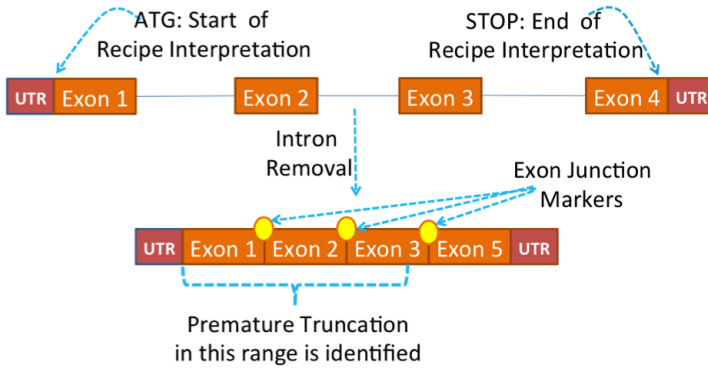 ATG: Start of
Recipe Interpretation
STOP: End of
Recipe Interpretation
UTR Exon 1 Exon 2 Exon 3 Exon 4 UTR
Intron
Removal
Exon Junction
Markers
UTR Exon 1 Exon 2 Exon 3 Exon 5 UTR
Premature Truncation
in this range is identified